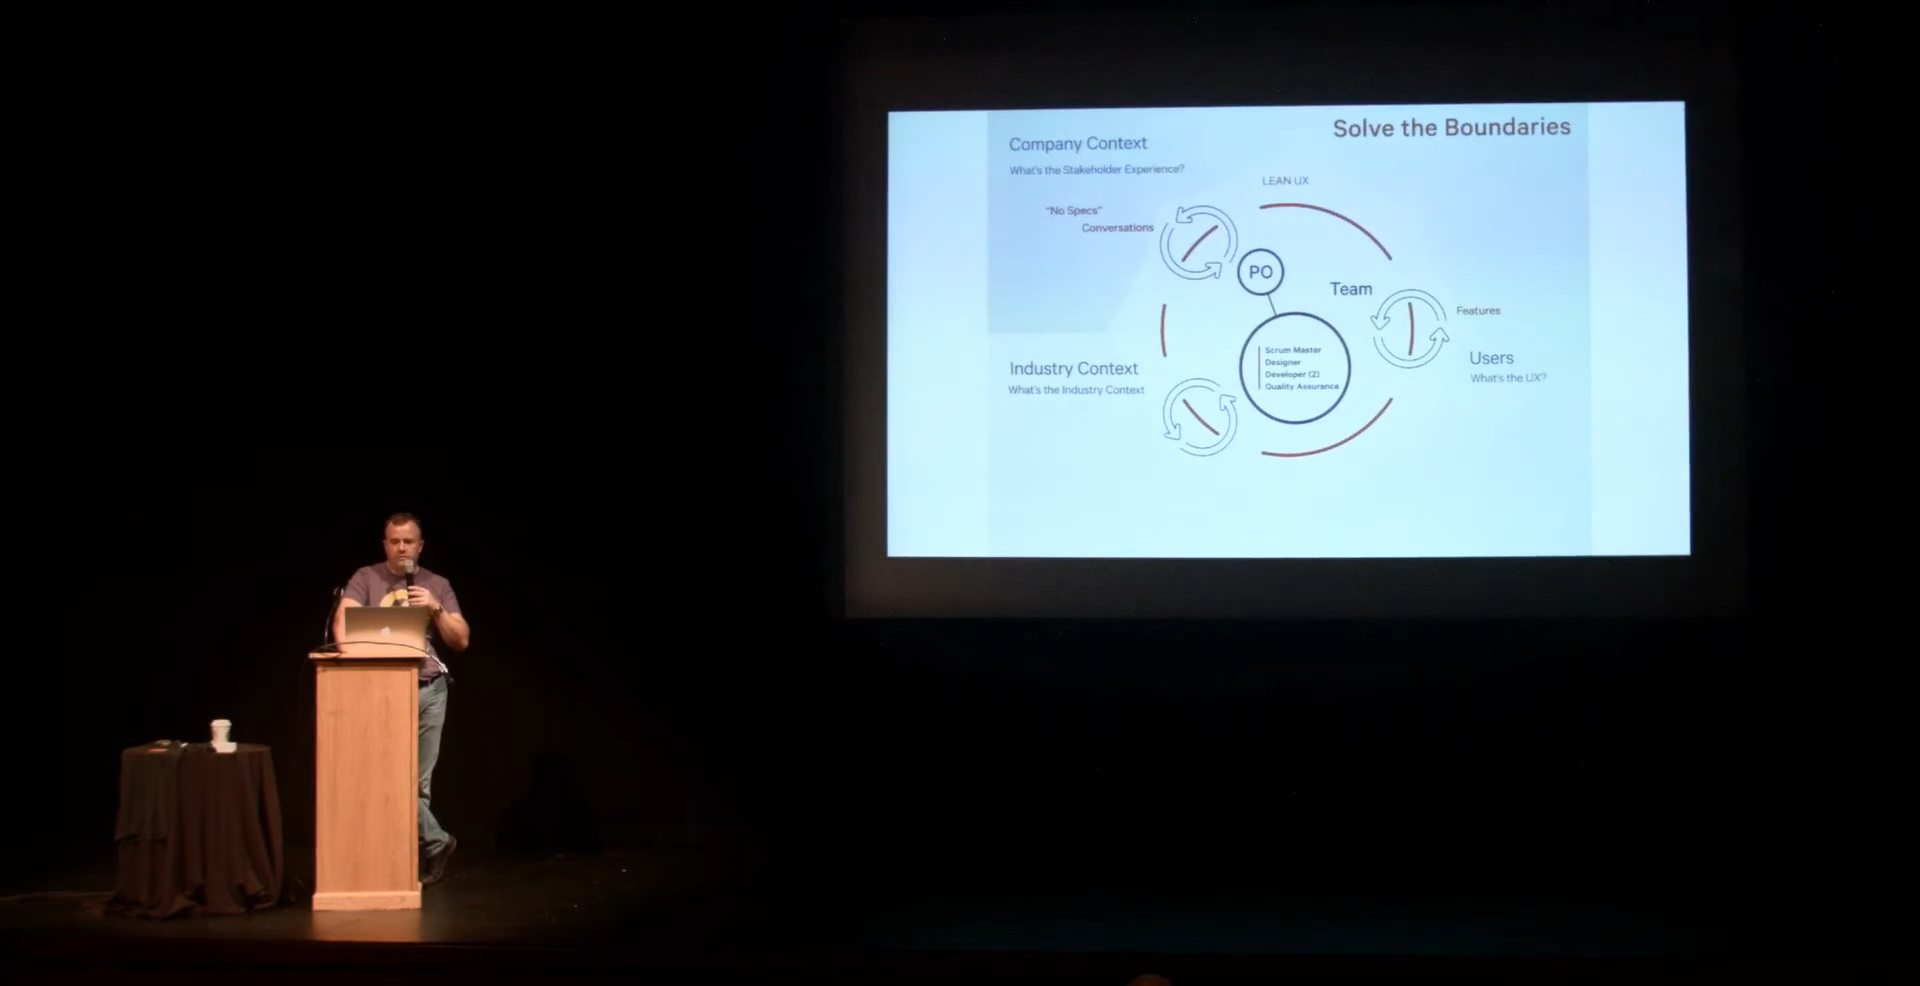 Solve the Boundaries
Company Context
What's the Stakeholder Experience?
LEAN UX
"No Specs"
Conversations
PO
Team
Features
Scrum Master
Designer
Developer (2)
Quality Assurance
Users
What's the UX?
Industry Context
What's the Industry Context